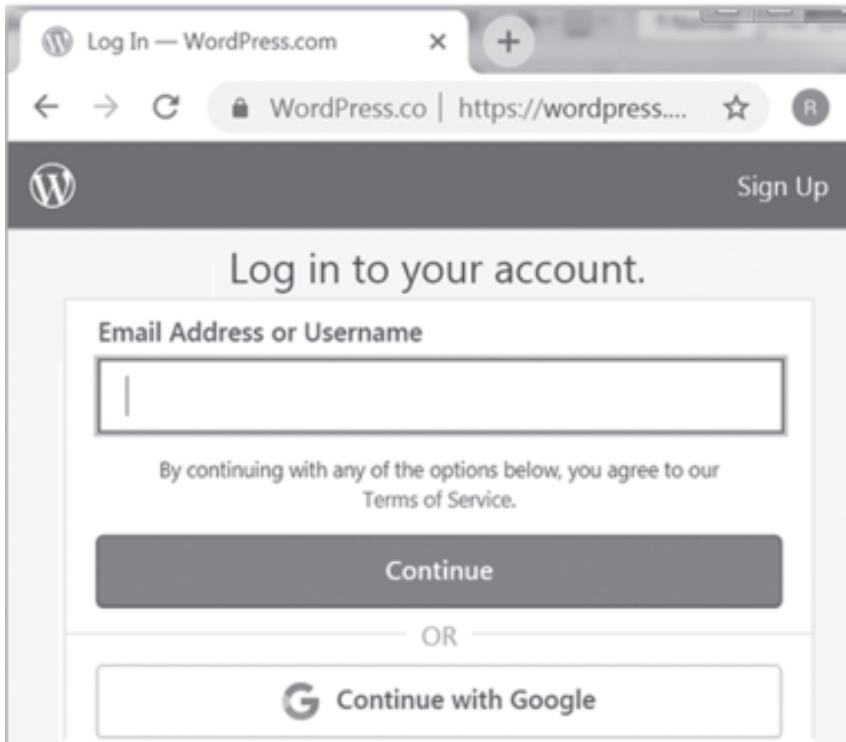 Log In — WordPress.com
WordPress.co | https://wordpress....
R
Sign Up
Log in to your account.
Email Address or Username
By continuing with any of the options below, you agree to our
Terms of Service.
Continue
OR
Continue with Google